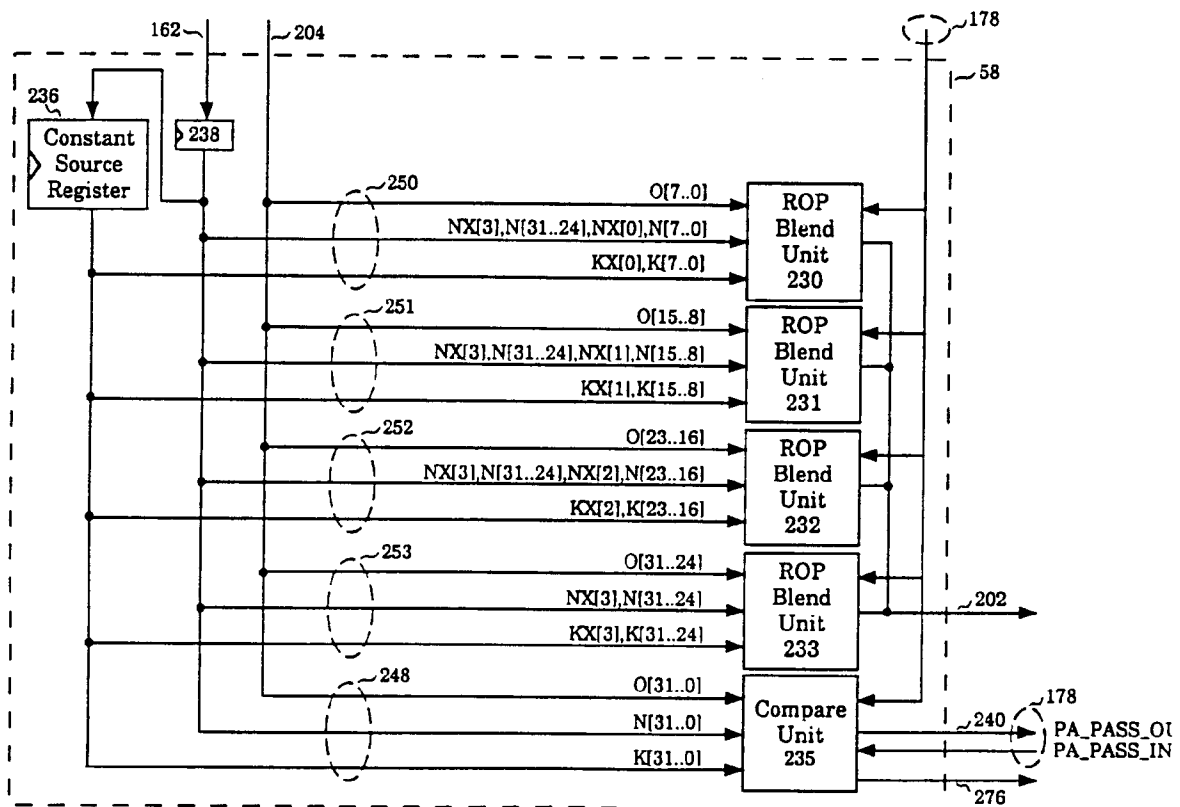 162
204
178
58
236
Constant
Source
Register
238
250
O[7..0]
NX[3],N[31..24],NX[0],N[7..0]
KX[0],K[7..0]
ROP
Blend
Unit
230
251
O[15..8]
NX[3],N[31..24],NX[1],N[15..8]
KX[1],K[15..8]
ROP
Blend
Unit
231
252
O[23..16]
NX[3],N[31..24],NX[2],N[23..16]
KX[2],K[23..16]
ROP
Blend
Unit
232
253
O[31..24]
NX[3],N[31..24]
KX[3],K[31..24]
ROP
Blend
Unit
233
202
248
O[31..0]
N[31..0]
K[31..0]
Compare
Unit
235
178
240
PA_PASS_OU
PA_PASS_IN
276